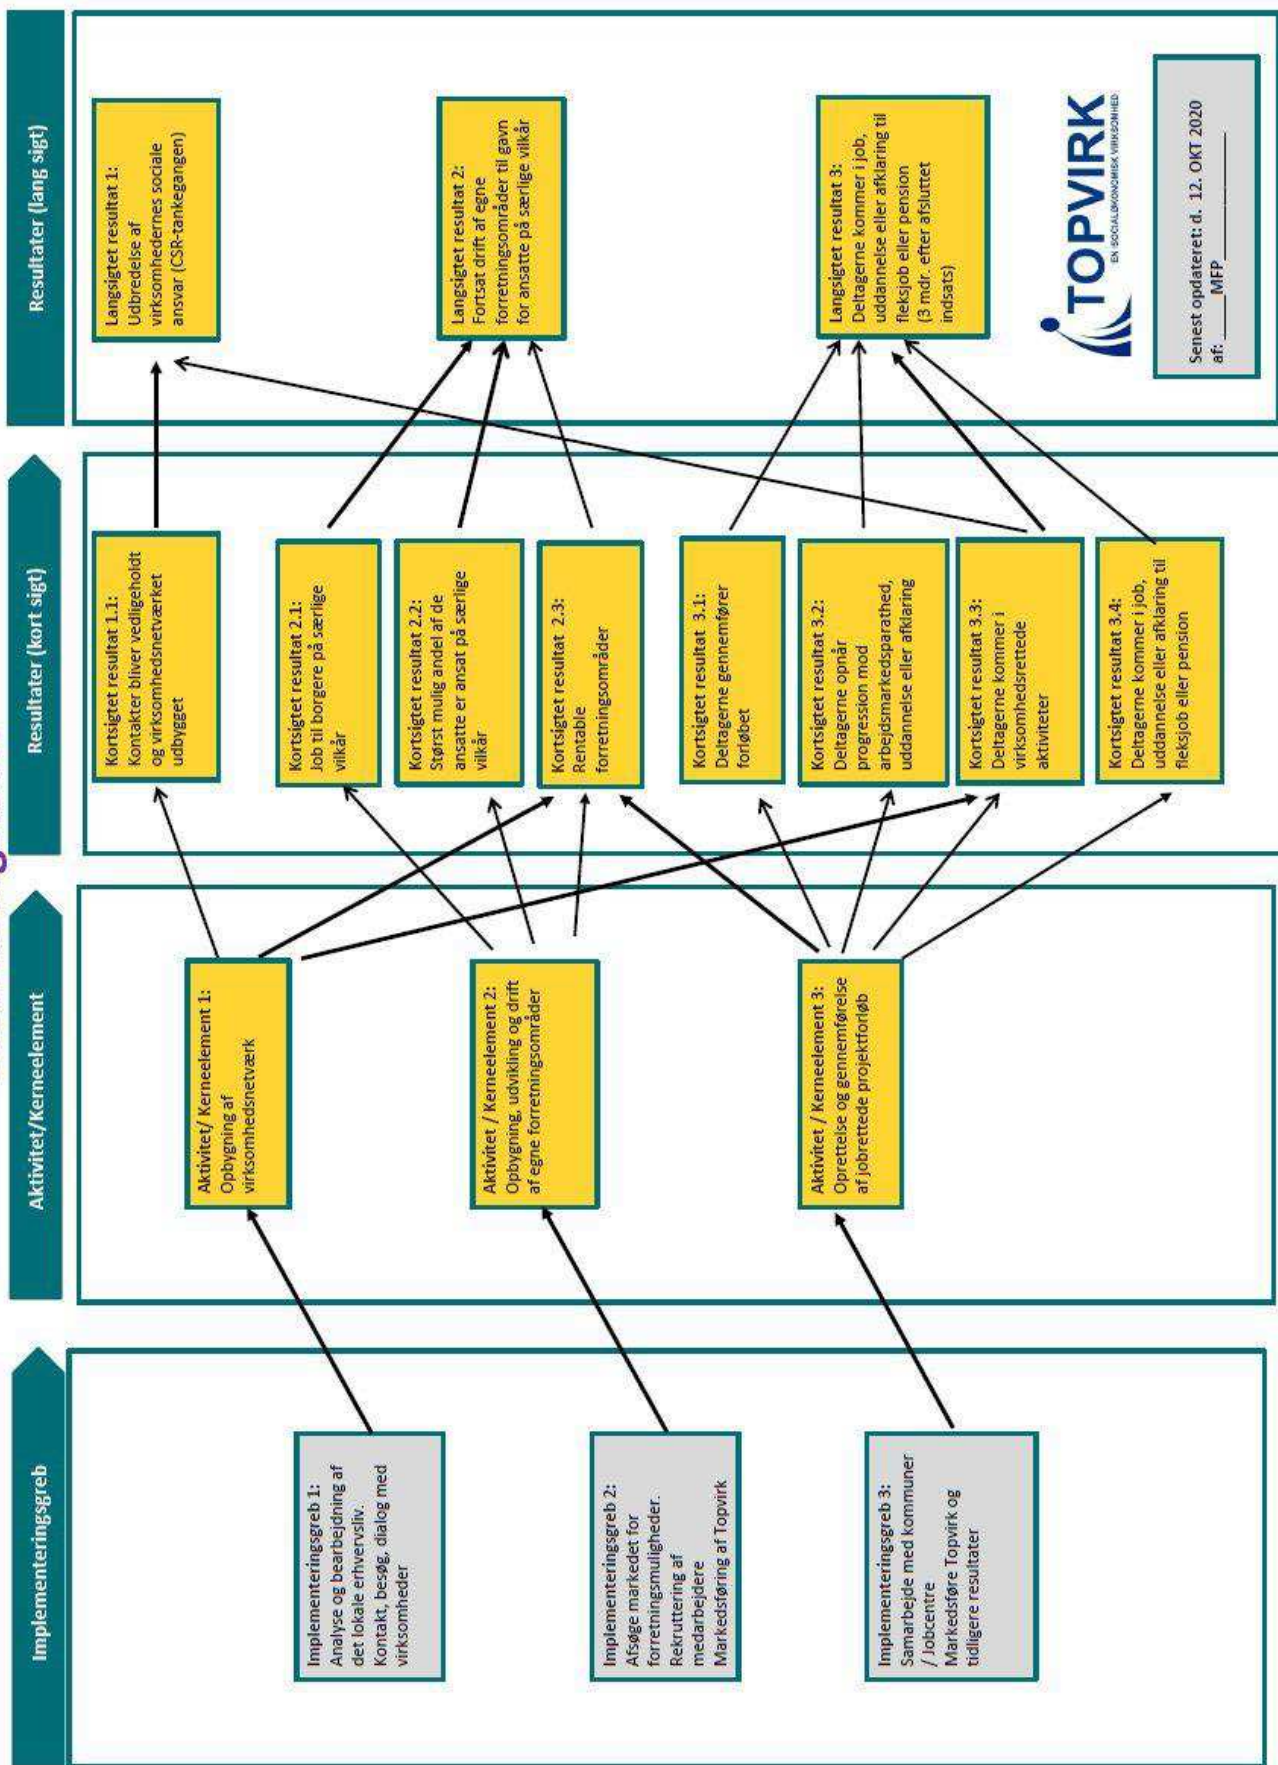 Implementeringsgreb
Aktivitet/Kerneelement
Resultater (kort sigt)
Resultater (lang sigt)
Implementeringsgreb 1:
Analyse og bearbejdning af
det lokale erhvervsliv.
Kontakt, besøg, dialog med
virksomheder
Implementeringsgreb 2:
Afsøge markedet for
forretningsmuligheder.
Rekruttering af
medarbejdere
Markedsføring af Topvirk
Implementeringsgreb 3:
Samarbejde med kommuner
/ Jobcentre
Markedsføre Topvirk og
tidligere resultater
Aktivitet/ Kerneelement 1:
Opbygning af
virksomhedsnetværk
Aktivitet / Kerneelement 2:
Opbygning, udvikling og drift
af egne forretningsområder
Aktivitet / Kerneelement 3:
Oprettelse og gennemførelse
af jobrettede projektforløb
Kortsigtet resultat 1.1:
Kontakter bliver vedligeholdt
og virksomhedsnetværket
udbygget
Kortsigtet resultat 2.1:
Job til borgere på særlige
vilkår
Kortsigtet resultat 2.2:
Størst mulig andel af de
ansatte er ansat på særlige
vilkår
Kortsigtet resultat 2.3:
Rentable
forretningsområder
Kortsigtet resultat 3.1:
Deltagerne gennemfører
forløbet
Kortsigtet resultat 3.2:
Deltagerne opnår
progression mod
arbejdsmarkedsparathed,
uddannelse eller afklaring
Kortsigtet resultat 3.3:
Deltagerne kommer i
virksomhedsrettede
aktiviteter
Kortsigtet resultat 3.4:
Deltagerne kommer i job,
uddannelse eller afklaring til
fleksjob eller pension
Langsigtet resultat 1:
Udbredelse af
virksomhedernes sociale
ansvar (CSR-tankegangen)
Langsigtet resultat 2:
Fortsat drift af egne
forretningsområder til gavn
for ansatte på særlige vilkår
Langsigtet resultat 3:
Deltagerne kommer i job,
uddannelse eller afklaring til
fleksjob eller pension
(3 mdr. efter afsluttet
indsats)
TOPVIRK
EN SOCIALØKONOMISK VIRKSOMHED
Senest opdateret: d. 12. OKT 2020
af: _____MFP__________